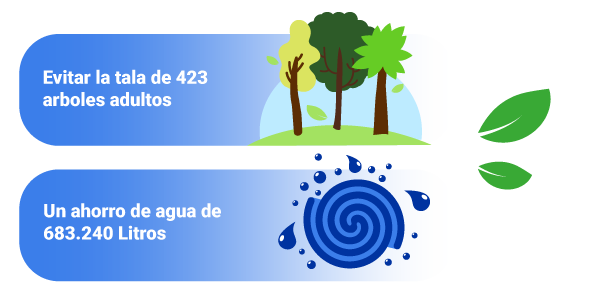 Evitar la tala de 423
arboles adultos
Un ahorro de agua de
683.240 Litros